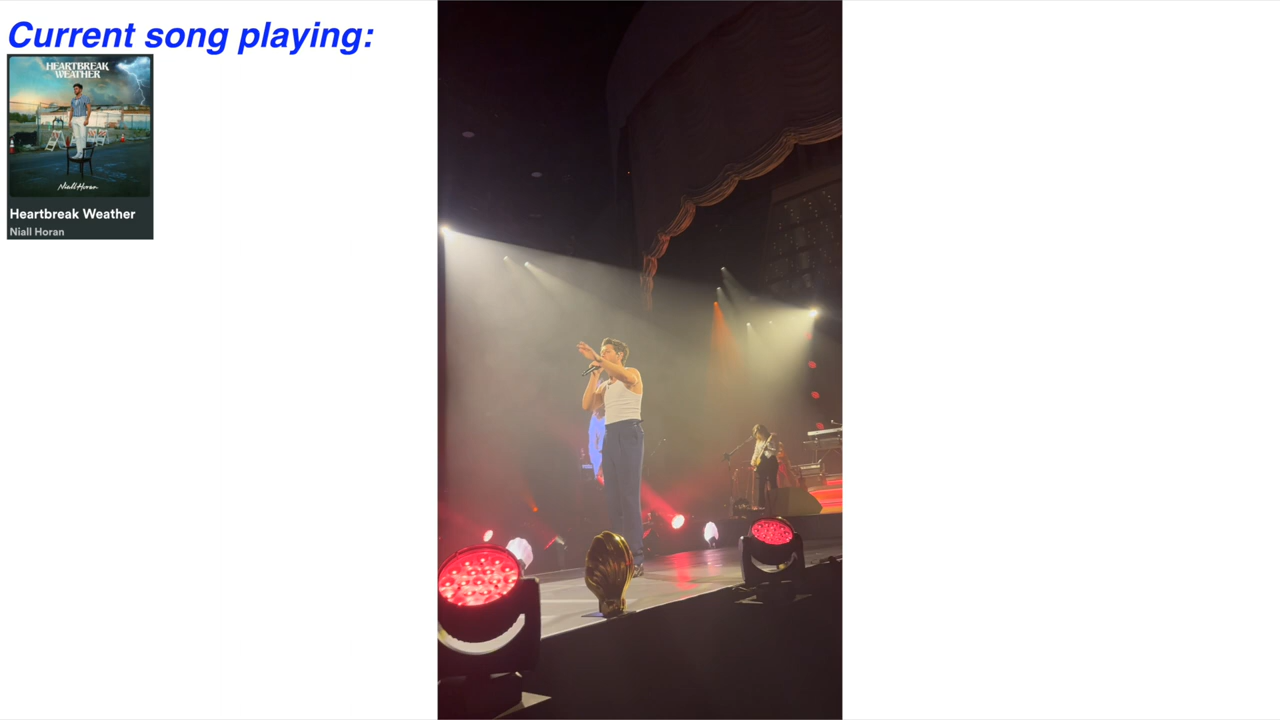 Current song playing:
HEARTBREAK
WEATHER
Niall Horan
Heartbreak Weather
Niall Horan